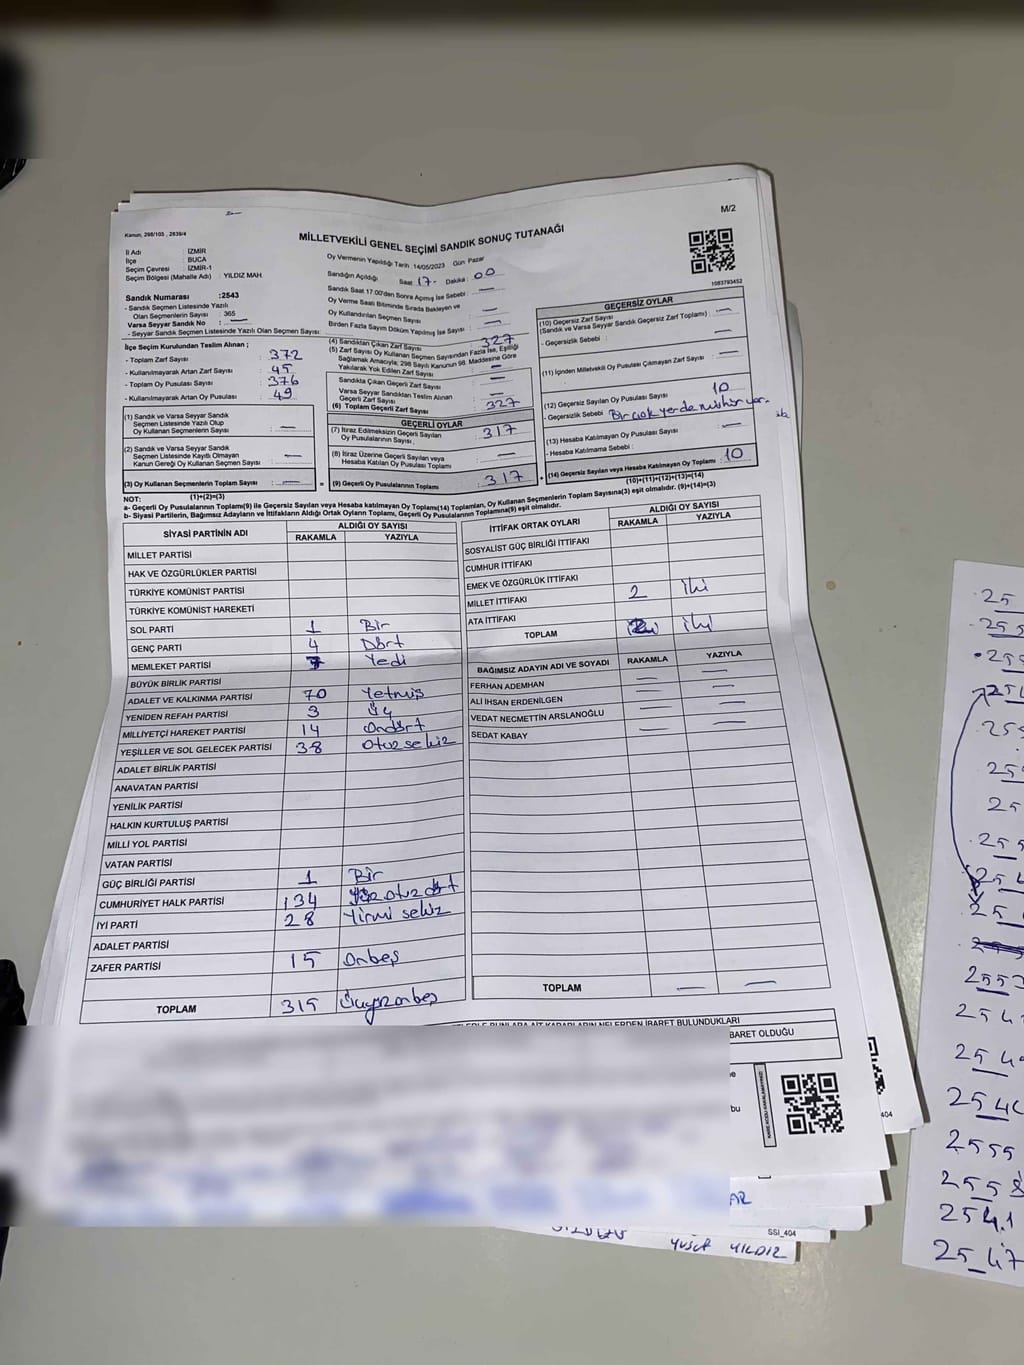 Kanun, 298/105 , 2839/4
M/2
MİLLETVEKİLİ GENEL SEÇİMİ SANDIK SONUÇ TUTANAĞI
İl Adı : İZMİR
İlçe : BUCA
Seçim Çevresi : İZMİR-1
Seçim Bölgesi (Mahalle Adı) : YILDIZ MAH.
Oy Vermenin Yapıldığı Tarih :14/05/2023 Gün Pazar
Sandığın Açıldığı Saat 17- Dakika : 00
Sandık Saat 17:00'den Sonra Açımış İse Sebebi : —
Oy Verme Saati Bitiminde Sırada Bekleyen ve
Oy Kullandırılan Seçmen Sayısı : —
Birden Fazla Sayım Döküm Yapılmış İse Sayısı : —
1083793452
Sandık Numarası :2543
- Sandık Seçmen Listesinde Yazılı
Olan Seçmenlerin Sayısı : 365
Varsa Seyyar Sandık No : —
- Seyyar Sandık Seçmen Listesinde Yazılı Olan Seçmen Sayısı:
İlçe Seçim Kurulundan Teslim Alınan ;
- Toplam Zarf Sayısı : 372
- Kullanılmayarak Artan Zarf Sayısı : 45
- Toplam Oy Pusulası Sayısı : 376
- Kullanılmayarak Artan Oy Pusulası : 49
(1) Sandık ve Varsa Seyyar Sandık
Seçmen Listesinde Yazılı Olup
Oy Kullanan Seçmenlerin Sayısı : —
(2) Sandık ve Varsa Seyyar Sandık
Seçmen Listesinde Kayıtlı Olmayan
Kanun Gereği Oy Kullanan Seçmen Sayısı : —
(3) Oy Kullanan Seçmenlerin Toplam Sayısı : —
(4) Sandıktan Çıkan Zarf Sayısı : 327
(5) Zarf Sayısı Oy Kullanan Seçmen Sayısından Fazla İse, Eşitliği
Sağlamak Amacıyla; 298 Sayılı Kanunun 98. Maddesine Göre
Yakılarak Yok Edilen Zarf Sayısı : —
Sandıkta Çıkan Geçerli Zarf Sayısı : —
Varsa Seyyar Sandıktan Teslim Alınan
Geçerli Zarf Sayısı : —
(6) Toplam Geçerli Zarf Sayısı : 327
GEÇERLİ OYLAR
(7) İtiraz Edilmeksizin Geçerli Sayılan
Oy Pusulalarının Sayısı : 317
(8) İtiraz Üzerine Geçerli Sayılan veya
Hesaba Katılan Oy Pusulası Toplamı : —
= (9) Geçerli Oy Pusulalarının Toplamı : 317
GEÇERSİZ OYLAR
(10) Geçersiz Zarf Sayısı
(Sandık ve Varsa Seyyar Sandık Geçersiz Zarf Toplamı) : —
- Geçersizlik Sebebi : —
(11) İçinden Milletvekili Oy Pusulası Çıkmayan Zarf Sayısı : —
(12) Geçersiz Sayılan Oy Pusulası Sayısı : 10
- Geçersizlik Sebebi : Bir çok yerde mühür var.
(13) Hesaba Katılmayan Oy Pusulası Sayısı : —
- Hesaba Katılmama Sebebi :
+ (14) Geçersiz Sayılan veya Hesaba Katılmayan Oy Toplamı : 10
(10)+(11)+(12)+(13)=(14)
NOT: (1)+(2)=(3)
a- Geçerli Oy Pusulalarının Toplamı(9) ile Geçersiz Sayılan veya Hesaba Katılmayan Oy Toplamı(14) Toplamları, Oy Kullanan Seçmenlerin Toplam Sayısına(3) eşit olmalıdır. (9)+(14)=(3)
b- Siyasi Partilerin, Bağımsız Adayların ve İttifakların Aldığı Ortak Oyların Toplamı, Geçerli Oy Pusulalarının Toplamına(9) eşit olmalıdır.
SİYASİ PARTİNİN ADI ALDIĞI OY SAYISI
RAKAMLA YAZIYLA
MİLLET PARTİSİ
HAK VE ÖZGÜRLÜKLER PARTİSİ
TÜRKİYE KOMÜNİST PARTİSİ
TÜRKİYE KOMÜNİST HAREKETİ
SOL PARTİ 1 Bir
GENÇ PARTİ 4 Dört
MEMLEKET PARTİSİ 7 Yedi
BÜYÜK BİRLİK PARTİSİ
ADALET VE KALKINMA PARTİSİ 70 Yetmiş
YENİDEN REFAH PARTİSİ 3 Üç
MİLLİYETÇİ HAREKET PARTİSİ 14 Ondört
YEŞİLLER VE SOL GELECEK PARTİSİ 38 Otuz sekiz
ADALET BİRLİK PARTİSİ
ANAVATAN PARTİSİ
YENİLİK PARTİSİ
HALKIN KURTULUŞ PARTİSİ
MİLLİ YOL PARTİSİ
VATAN PARTİSİ
GÜÇ BİRLİĞİ PARTİSİ 1 Bir
CUMHURİYET HALK PARTİSİ 134 Yüz otuz dört
İYİ PARTİ 28 Yirmi sekiz
ADALET PARTİSİ
ZAFER PARTİSİ 15 Onbeş
TOPLAM 315 Üçyüzonbeş
İTTİFAK ORTAK OYLARI ALDIĞI OY SAYISI
RAKAMLA YAZIYLA
SOSYALİST GÜÇ BİRLİĞİ İTTİFAKI
CUMHUR İTTİFAKI
EMEK VE ÖZGÜRLÜK İTTİFAKI
MİLLET İTTİFAKI 2 İki
ATA İTTİFAKI
TOPLAM 2 iki
BAĞIMSIZ ADAYIN ADI VE SOYADI RAKAMLA YAZIYLA
FERHAN ADEMHAN — —
ALİ İHSAN ERDENİLGEN — —
VEDAT NECMETTİN ARSLANOĞLU — —
SEDAT KABAY — —
TOPLAM — —
BUNLARA AİT KARARLARIN NELERDEN İBARET BULUNDUKLARI
BARET OLDUĞU
bu
404
AR
SSI_404
YUSUF YILDIZ
25
255
25
25
25
25
25
25
25
2553
254
254
254
2555
2558
2541
2547